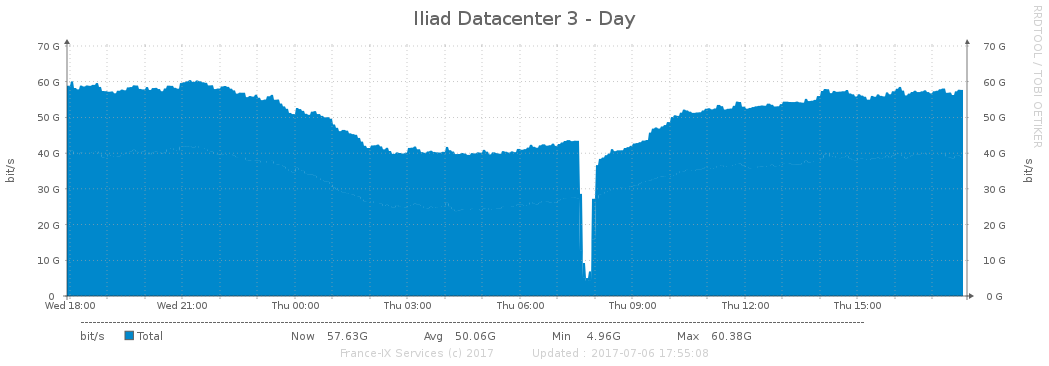 Iliad Datacenter 3 - Day
RRDTOOL / TOBI OETIKER
70 G 70 G
60 G 60 G
50 G 50 G
40 G 40 G
30 G 30 G
20 G 20 G
10 G 10 G
0 0 G
bit/s bit/s
Wed 18:00 Wed 21:00 Thu 00:00 Thu 03:00 Thu 06:00 Thu 09:00 Thu 12:00 Thu 15:00
bit/s Total Now 57.63G Avg 50.06G Min 4.96G Max 60.38G
France-IX Services (c) 2017 Updated : 2017-07-06 17:55:08